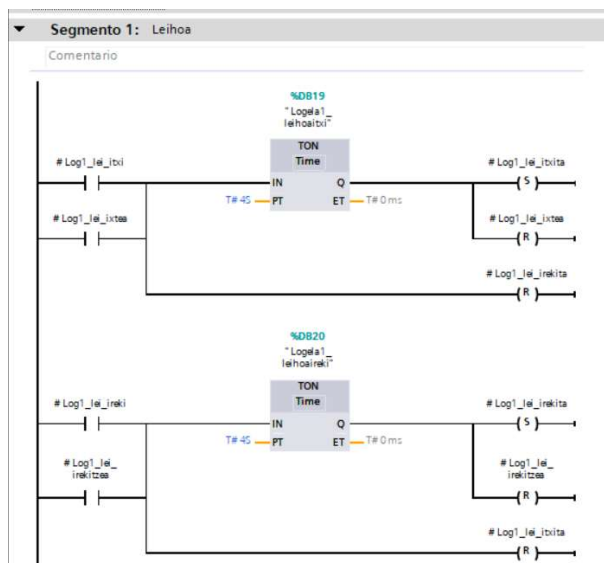 Segmento 1: Leihoa
Comentario
%DB19
"Logela1_
leihoaitxi"
TON
Time
#Log1_lei_itxi
#Log1_lei_itxita
IN Q
( S )
T#4S PT ET T#0ms
#Log1_lei_ixtea
#Log1_lei_ixtea
( R )
#Log1_lei_irekita
( R )
%DB20
"Logela1_
leihoaireki"
TON
Time
#Log1_lei_ireki
#Log1_lei_irekita
IN Q
( S )
T#4S PT ET T#0ms
#Log1_lei_
irekitzea
#Log1_lei_
irekitzea
( R )
#Log1_lei_itxita
( R )